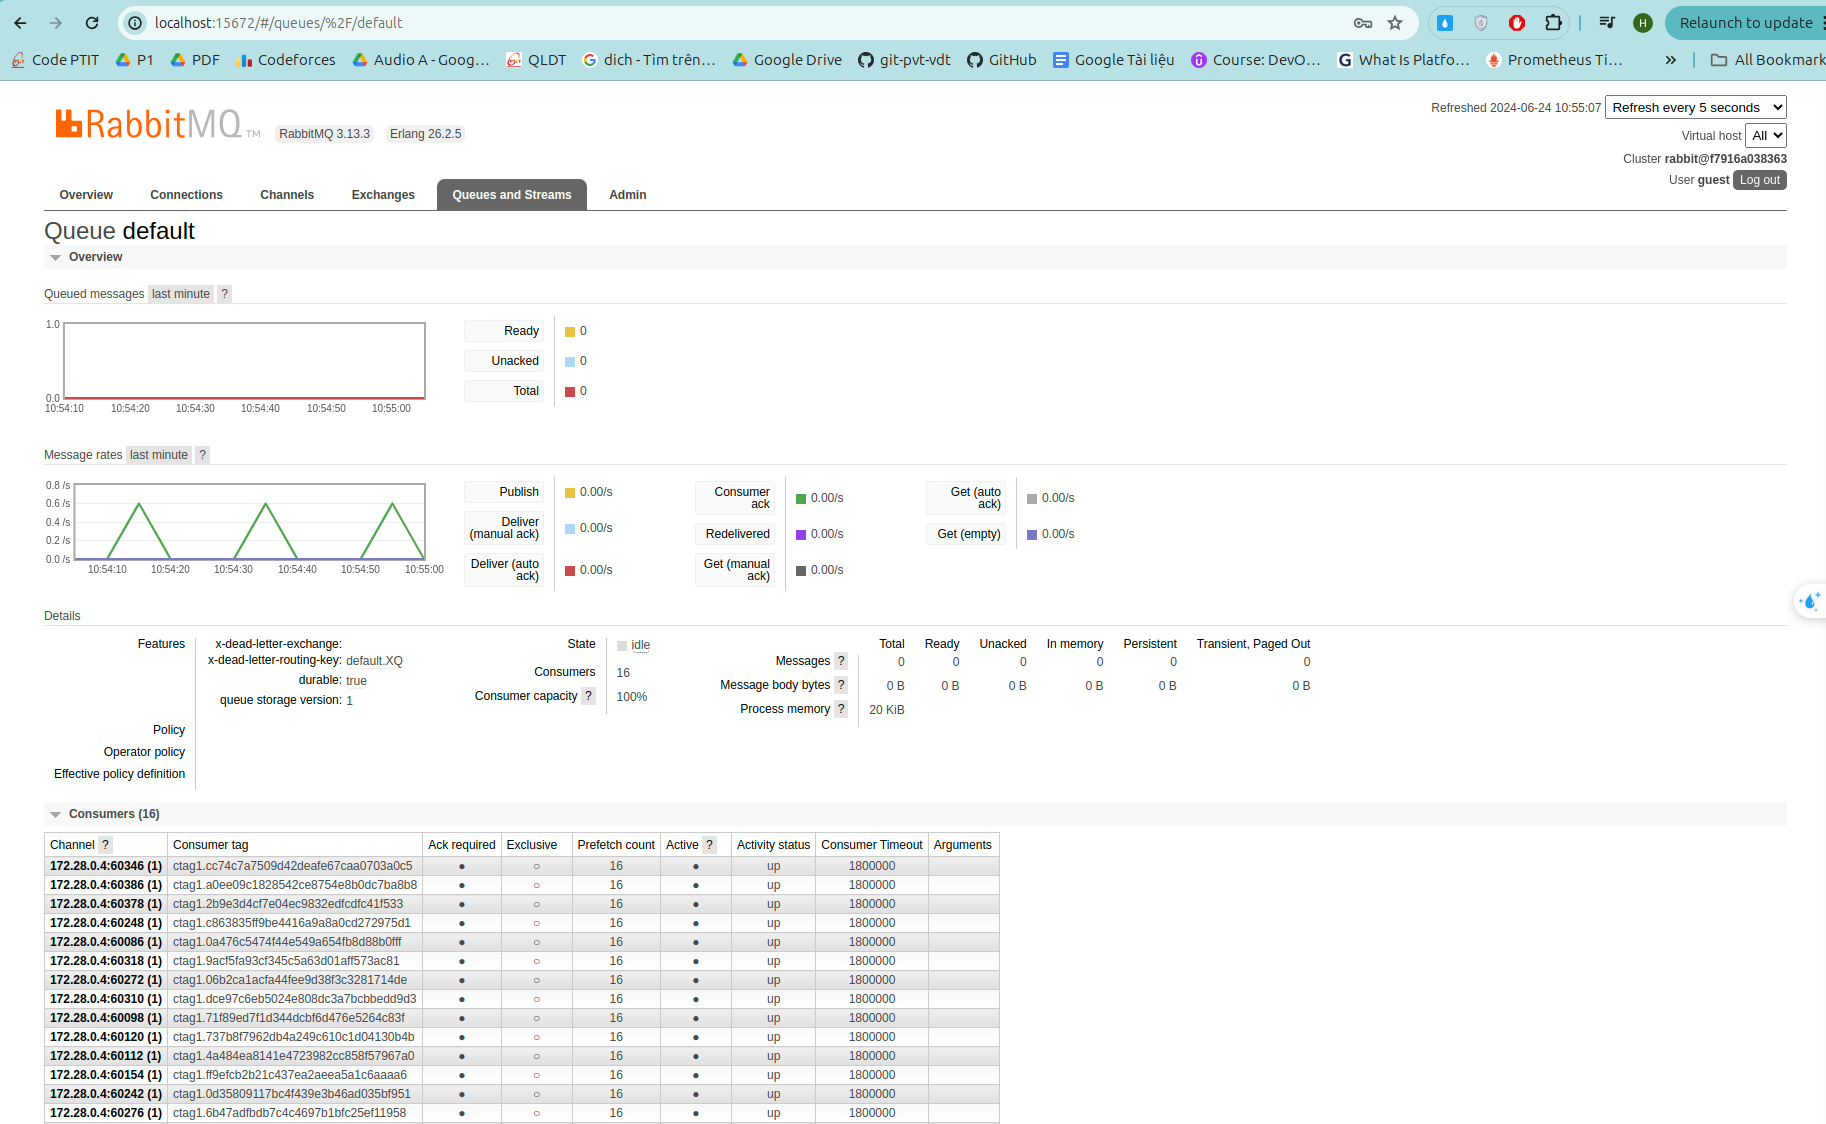 localhost:15672/#/queues/%2F/default
H
Relaunch to update
Code PTIT P1 PDF Codeforces Audio A - Goog... QLDT dich - Tìm trên... Google Drive git-pvt-vdt GitHub Google Tài liệu Course: DevO... What Is Platfo... Prometheus Ti... » All Bookmark
RabbitMQ TM RabbitMQ 3.13.3 Erlang 26.2.5
Refreshed 2024-06-24 10:55:07 Refresh every 5 seconds
Virtual host All
Cluster rabbit@f7916a038363
User guest Log out
Overview Connections Channels Exchanges Queues and Streams Admin
Queue default
Overview
Queued messages last minute ?
1.0
0.0
10:54:10 10:54:20 10:54:30 10:54:40 10:54:50 10:55:00
Ready 0
Unacked 0
Total 0
Message rates last minute ?
0.8 /s
0.6 /s
0.4 /s
0.2 /s
0.0 /s
10:54:10 10:54:20 10:54:30 10:54:40 10:54:50 10:55:00
Publish 0.00/s
Deliver (manual ack) 0.00/s
Deliver (auto ack) 0.00/s
Consumer ack 0.00/s
Redelivered 0.00/s
Get (manual ack) 0.00/s
Get (auto ack) 0.00/s
Get (empty) 0.00/s
Details
Features x-dead-letter-exchange:
x-dead-letter-routing-key: default.XQ
durable: true
queue storage version: 1
Policy
Operator policy
Effective policy definition
State idle
Consumers 16
Consumer capacity ? 100%
Total Ready Unacked In memory Persistent Transient, Paged Out
Messages ? 0 0 0 0 0 0
Message body bytes ? 0 B 0 B 0 B 0 B 0 B 0 B
Process memory ? 20 KiB
Consumers (16)
Channel ? Consumer tag Ack required Exclusive Prefetch count Active ? Activity status Consumer Timeout Arguments
172.28.0.4:60346 (1) ctag1.cc74c7a7509d42deafe67caa0703a0c5 ● ○ 16 ● up 1800000
172.28.0.4:60386 (1) ctag1.a0ee09c1828542ce8754e8b0dc7ba8b8 ● ○ 16 ● up 1800000
172.28.0.4:60378 (1) ctag1.2b9e3d4cf7e04ec9832edfcdfc41f533 ● ○ 16 ● up 1800000
172.28.0.4:60248 (1) ctag1.c863835ff9be4416a9a8a0cd272975d1 ● ○ 16 ● up 1800000
172.28.0.4:60086 (1) ctag1.0a476c5474f44e549a654fb8d88b0fff ● ○ 16 ● up 1800000
172.28.0.4:60318 (1) ctag1.9acf5fa93cf345c5a63d01aff573ac81 ● ○ 16 ● up 1800000
172.28.0.4:60272 (1) ctag1.06b2ca1acfa44fee9d38f3c3281714de ● ○ 16 ● up 1800000
172.28.0.4:60310 (1) ctag1.dce97c6eb5024e808dc3a7bcbbedd9d3 ● ○ 16 ● up 1800000
172.28.0.4:60098 (1) ctag1.71f89ed7f1d344dcbf6d476e5264c83f ● ○ 16 ● up 1800000
172.28.0.4:60120 (1) ctag1.737b8f7962db4a249c610c1d04130b4b ● ○ 16 ● up 1800000
172.28.0.4:60112 (1) ctag1.4a484ea8141e4723982cc858f57967a0 ● ○ 16 ● up 1800000
172.28.0.4:60154 (1) ctag1.ff9efcb2b21c437ea2aeea5a1c6aaaa6 ● ○ 16 ● up 1800000
172.28.0.4:60242 (1) ctag1.0d35809117bc4f439e3b46ad035bf951 ● ○ 16 ● up 1800000
172.28.0.4:60276 (1) ctag1.6b47adfbdb7c4c4697b1bfc25ef11958 ● ○ 16 ● up 1800000